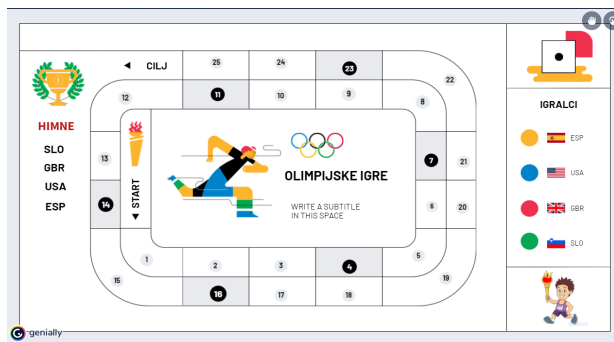 HIMNE
SLO
GBR
USA
ESP
CILJ
25
24
23
22
12
11
10
9
8
13
7
21
14
START
OLIMPIJSKE IGRE
WRITE A SUBTITLE
IN THIS SPACE
6
20
1
2
3
4
5
15
16
17
18
19
IGRALCI
ESP
USA
GBR
SLO
genially